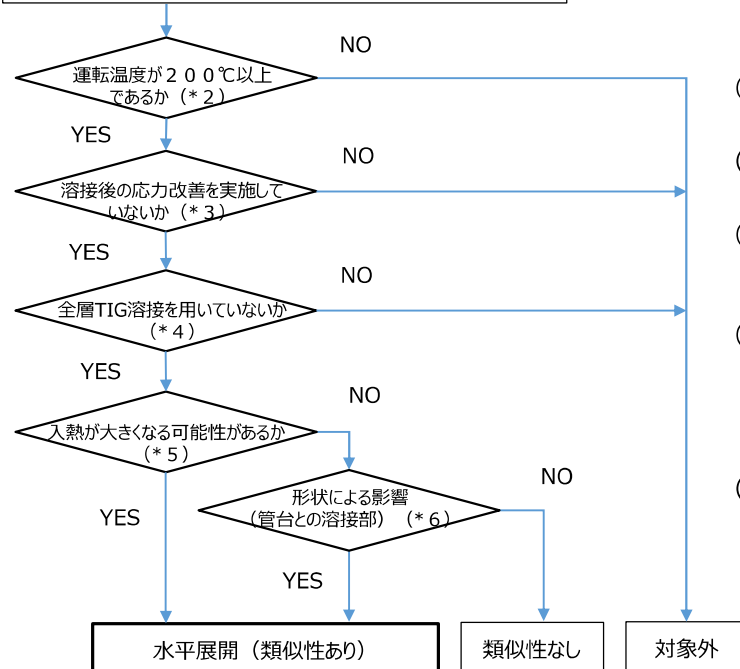 NO
運転温度が２００℃以上
であるか（*２）
YES
NO
溶接後の応力改善を実施して
いないか（*３）
YES
NO
全層TIG溶接を用いていないか
（*４）
YES
NO
入熱が大きくなる可能性があるか
（*５）
NO
形状による影響
（管台との溶接部）（*６）
YES
YES
水平展開（類似性あり）
類似性なし
対象外